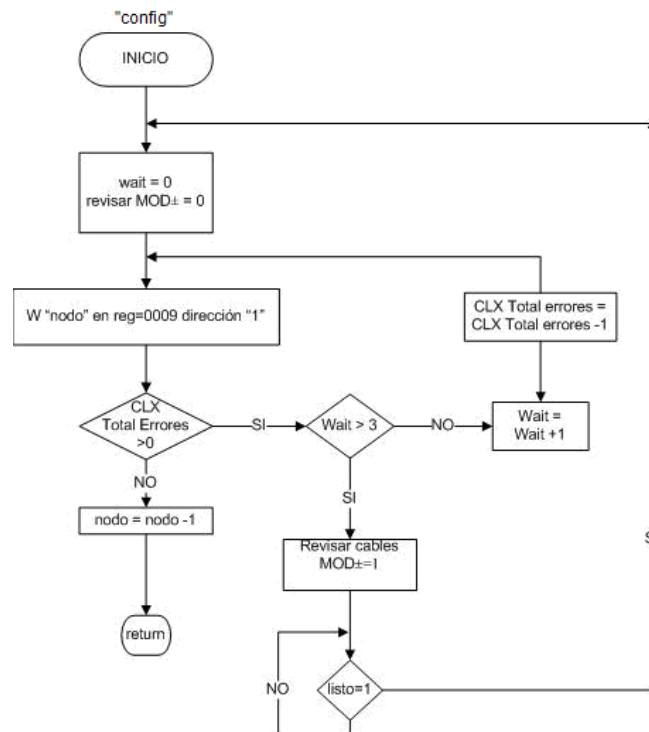 "config"
INICIO
wait = 0
revisar MOD± = 0
W “nodo” en reg=0009 dirección “1”
CLX Total errores =
CLX Total errores -1
CLX
Total Errores
>0
SI
Wait > 3
NO
Wait =
Wait +1
NO
SI
nodo = nodo -1
Revisar cables
MOD±=1
S
return
NO
listo=1